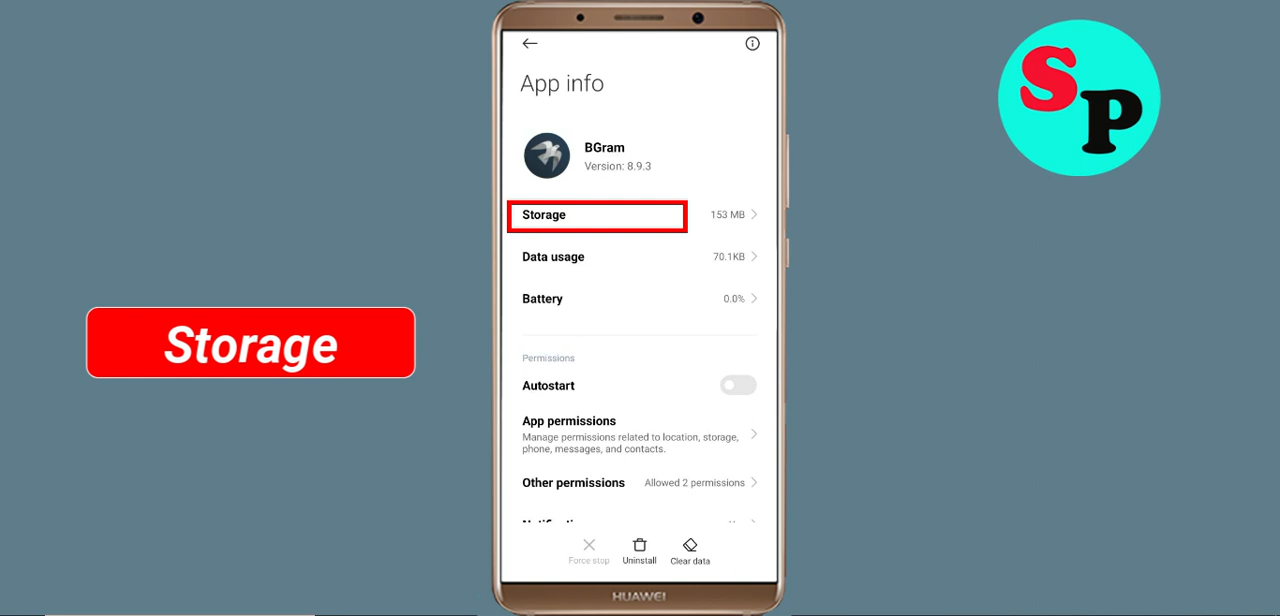 App info
BGram
Version: 8.9.3
Storage 153 MB
Data usage 70.1KB
Battery 0.0%
Permissions
Autostart
App permissions
Manage permissions related to location, storage,
phone, messages, and contacts.
Other permissions Allowed 2 permissions
Force stop Uninstall Clear data
HUAWEI
Storage
SP